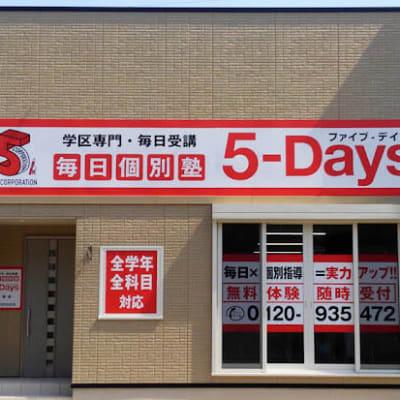 学区専門・毎日受講
毎日個別塾
5-Days
ファイブ-デイ
CORPORATION
全学年
全科目
対応
Days
毎日×個別指導=実力アップ!!
無料体験随時受付
0120-935472